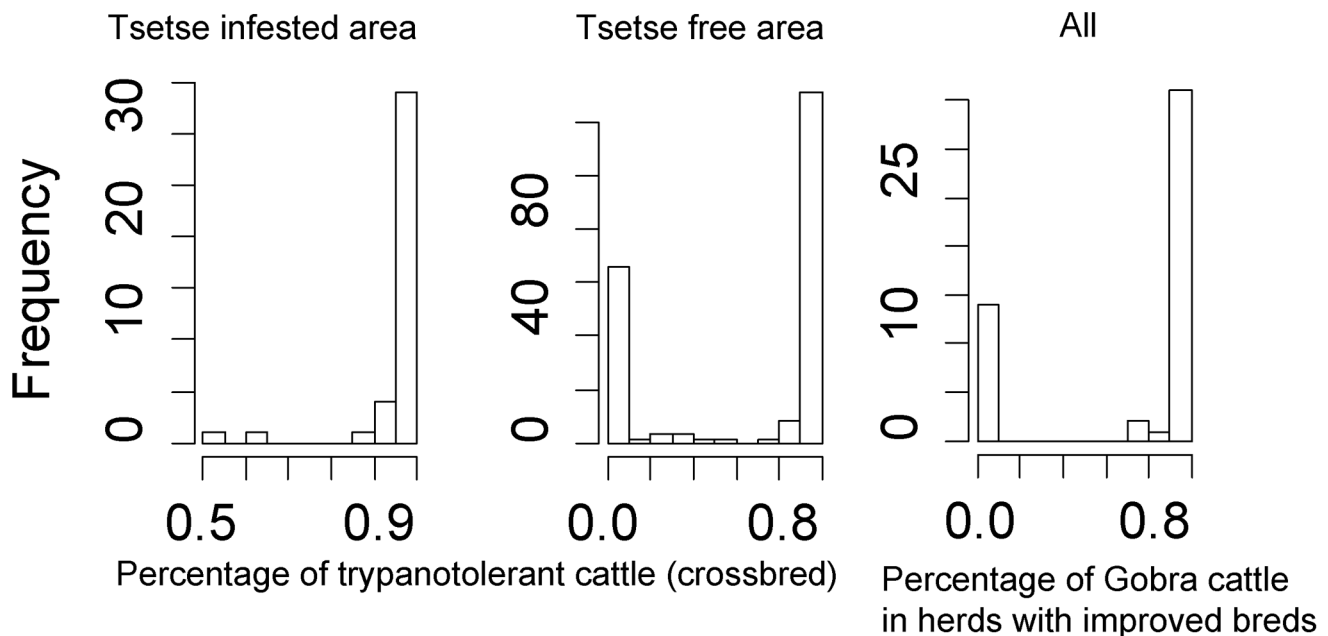 Tsetse infested area
Tsetse free area
All
Frequency
30
20
10
0
0.5
0.9
80
40
0
0.0
0.8
25
10
0
0.0
0.8
Percentage of trypanotolerant cattle (crossbred)
Percentage of Gobra cattle
in herds with improved breds